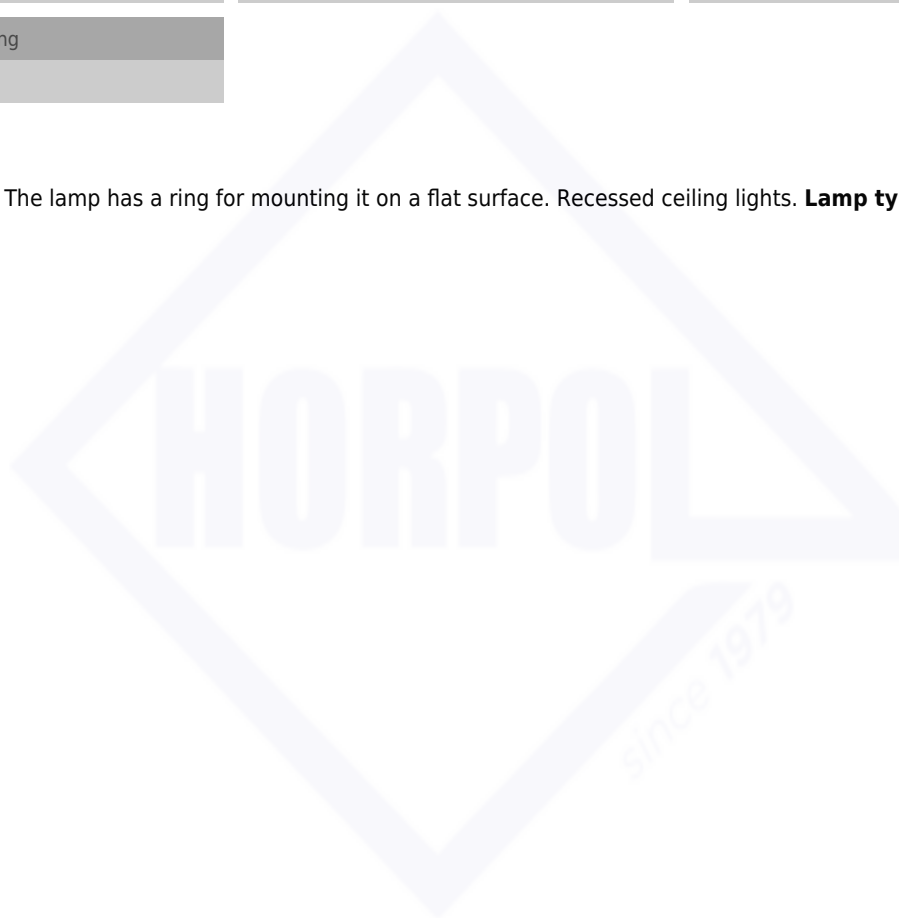 ng
The lamp has a ring for mounting it on a flat surface. Recessed ceiling lights. Lamp ty
HORPOL
since 1979